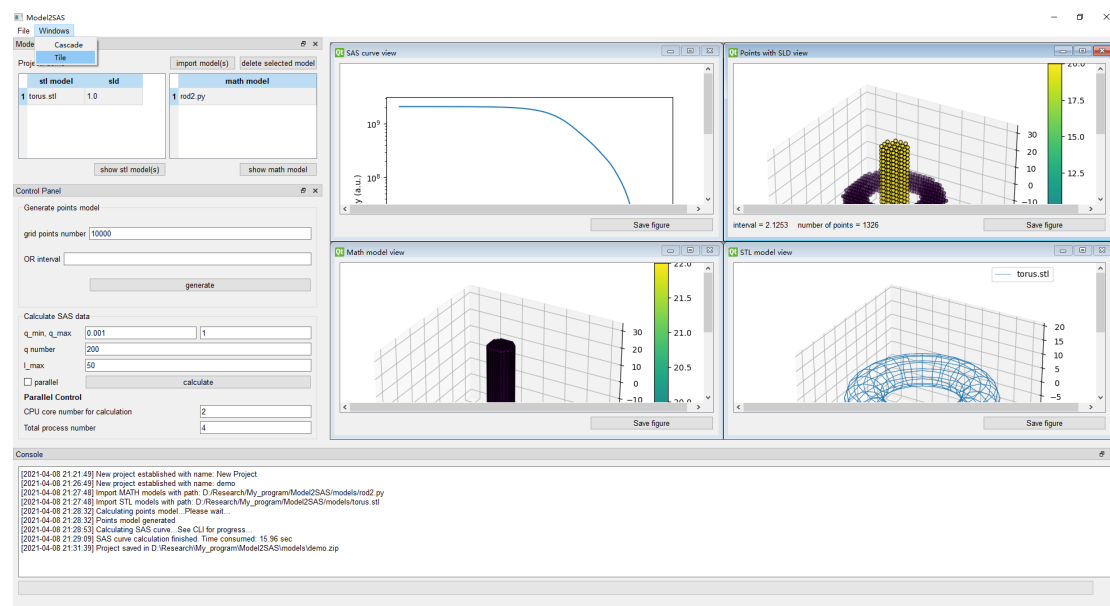 Model2SAS
File Windows
Cascade
Tile
import model(s) delete selected model
stl model sld
1 torus.stl 1.0
math model
1 rod2.py
show stl model(s) show math model
Control Panel
Generate points model
grid points number 10000
OR interval
generate
Calculate SAS data
q_min, q_max 0.001 1
q number 200
l_max 50
parallel calculate
Parallel Control
CPU core number for calculation 2
Total process number 4
SAS curve view
10⁹
10⁸
y (a.u.)
Save figure
Points with SLD view
20.0
17.5
15.0
12.5
30
20
10
0
−10
interval = 2.1253 number of points = 1326 Save figure
Math model view
22.0
21.5
21.0
20.5
20.0
30
20
10
0
−10
Save figure
STL model view
torus.stl
20
15
10
5
0
−5
Save figure
Console
[2021-04-08 21:21:49] New project established with name: New Project
[2021-04-08 21:26:49] New project established with name: demo
[2021-04-08 21:27:48] Import MATH models with path: D:/Research/My_program/Model2SAS/models/rod2.py
[2021-04-08 21:27:48] Import STL models with path: D:/Research/My_program/Model2SAS/models/torus.stl
[2021-04-08 21:28:32] Calculating points model...Please wait...
[2021-04-08 21:28:32] Points model generated
[2021-04-08 21:28:53] Calculating SAS curve...See CLI for progress...
[2021-04-08 21:29:09] SAS curve calculation finished. Time consumed: 15.96 sec
[2021-04-08 21:31:39] Project saved in D:\Research\My_program\Model2SAS\models\demo.zip